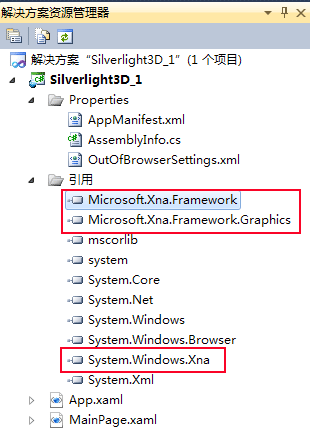 解决方案资源管理器
解决方案"Silverlight3D_1" (1 个项目)
Silverlight3D_1
Properties
AppManifest.xml
AssemblyInfo.cs
OutOfBrowserSettings.xml
引用
Microsoft.Xna.Framework
Microsoft.Xna.Framework.Graphics
mscorlib
system
System.Core
System.Net
System.Windows
System.Windows.Browser
System.Windows.Xna
System.Xml
App.xaml
MainPage.xaml